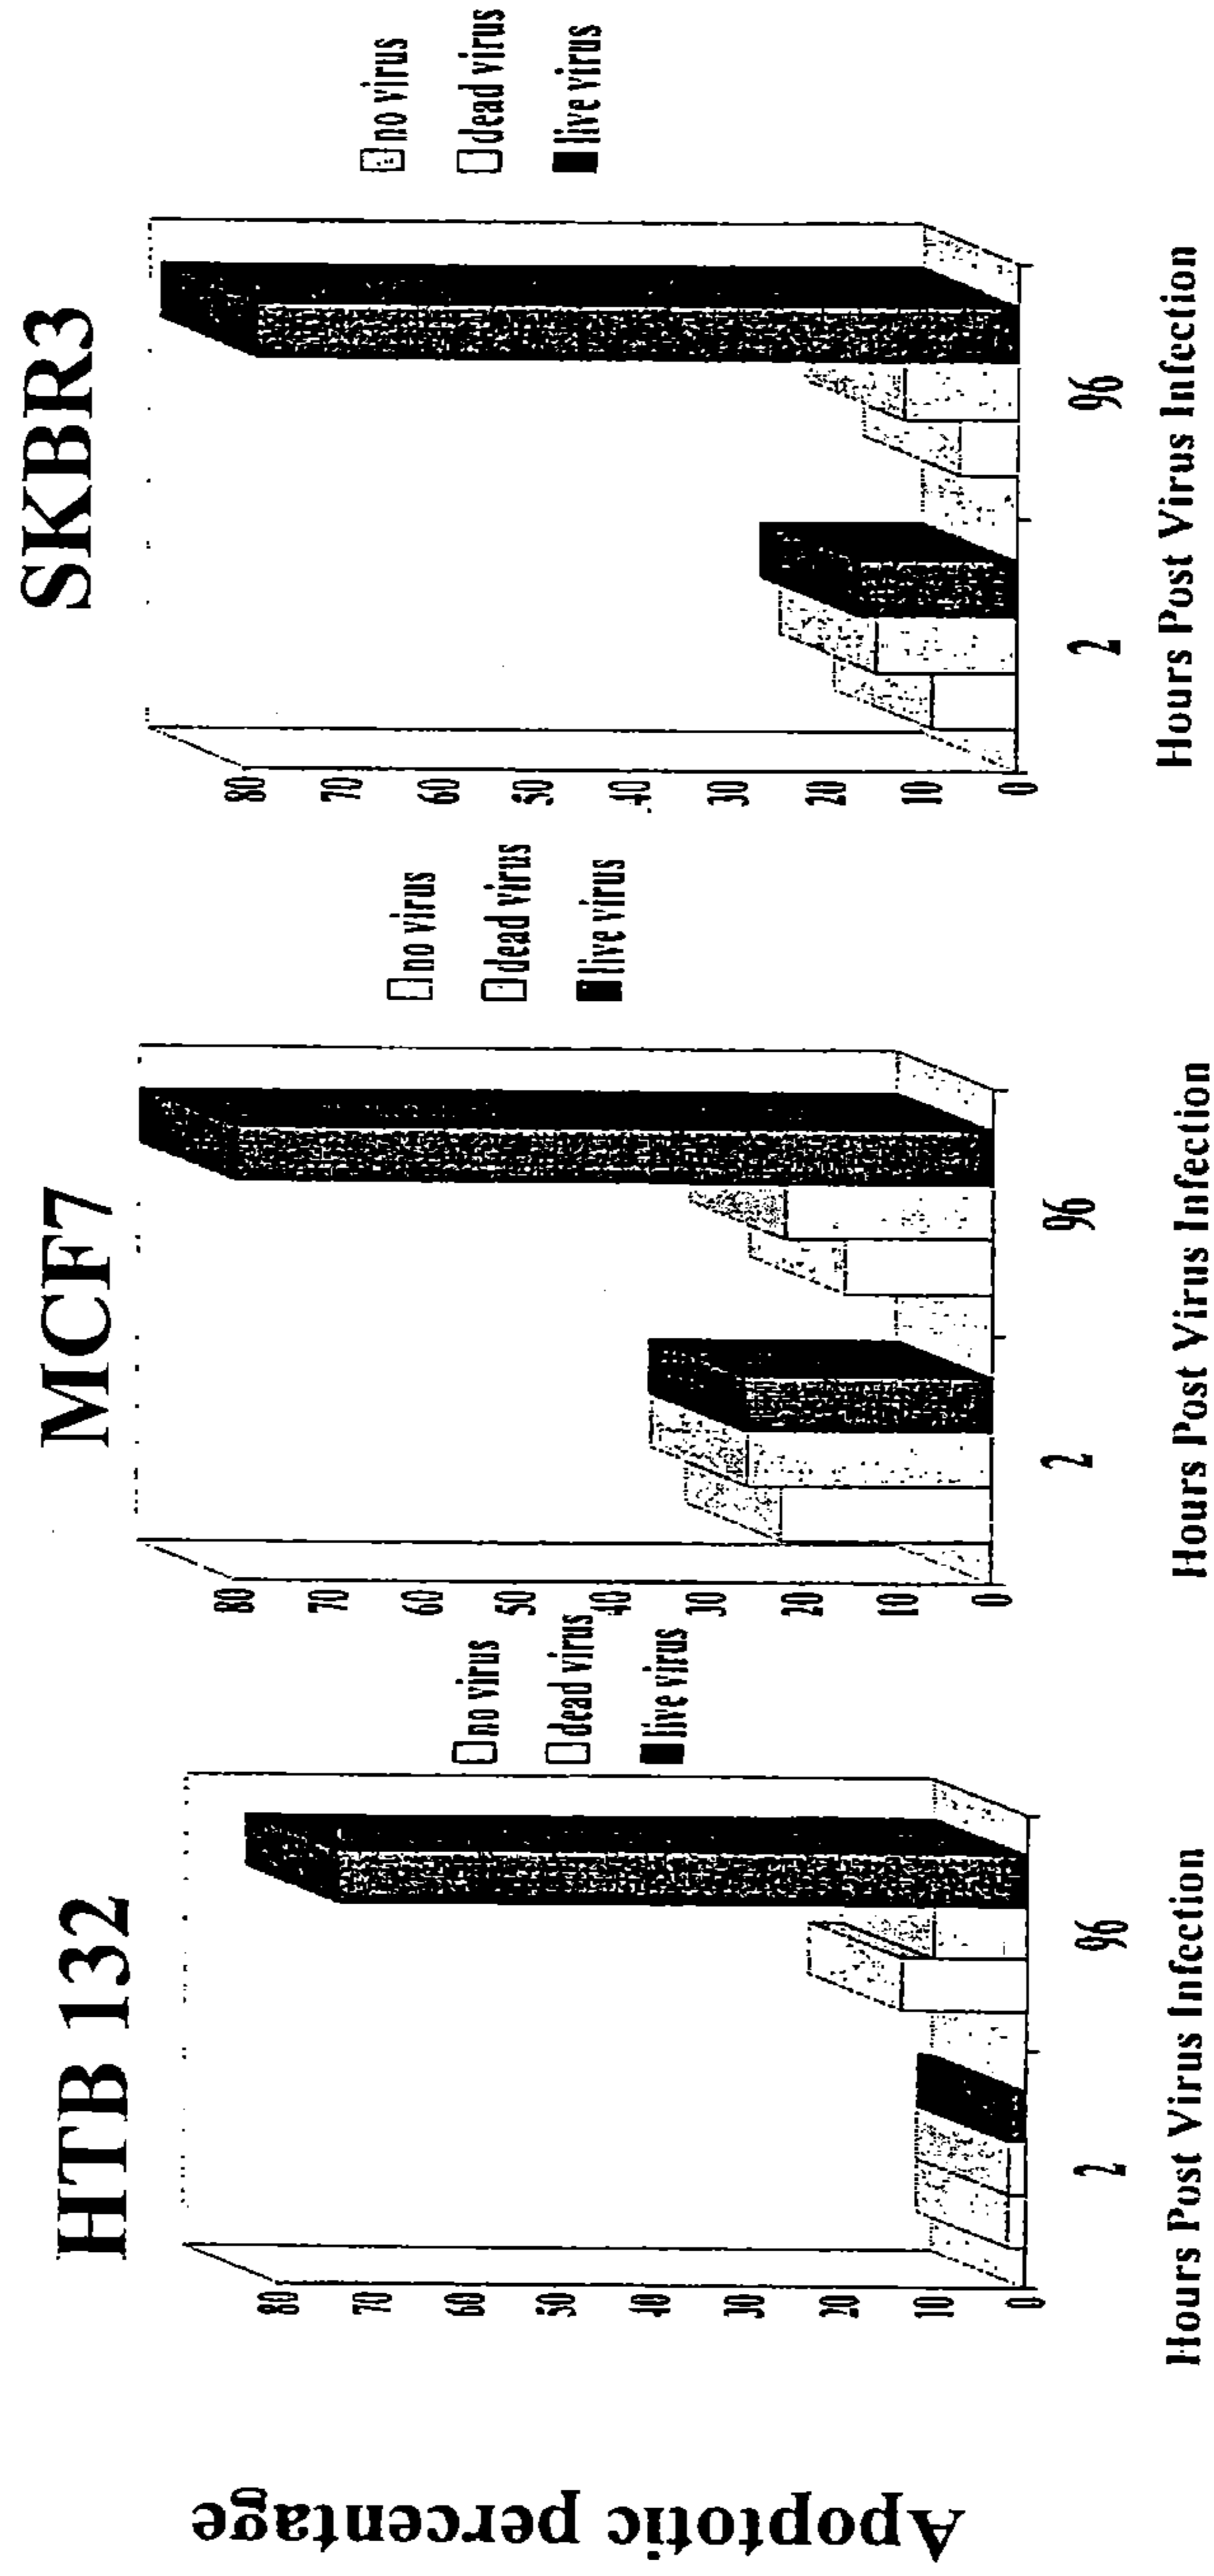 Apoptotic percentage
HTB 132
80
70
60
50
40
30
20
10
0
2
96
Hours Post Virus Infection
no virus
dead virus
live virus
MCF7
80
70
60
50
40
30
20
10
0
2
96
Hours Post Virus Infection
no virus
dead virus
live virus
SKBR3
80
70
60
50
40
30
20
10
0
2
96
Hours Post Virus Infection
no virus
dead virus
live virus